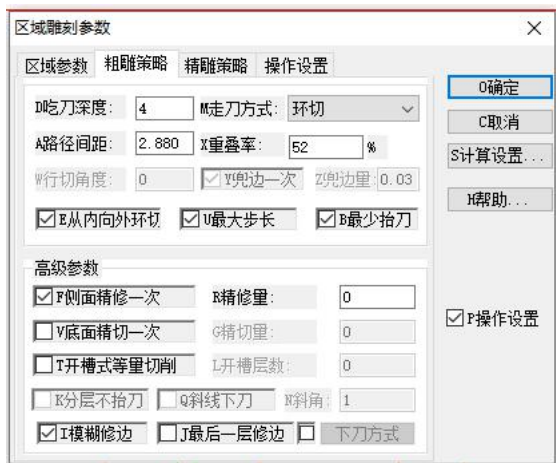 区域雕刻参数
区域参数 粗雕策略 精雕策略 操作设置
D吃刀深度: 4 M走刀方式: 环切
A路径间距: 2.880 X重叠率: 52 %
W行切角度: 0 Y兜边一次 Z兜边量: 0.03
E从内向外环切 U最大步长 B最少抬刀
高级参数
F侧面精修一次 R精修量: 0
V底面精切一次 G精切量: 0
T开槽式等量切削 L开槽层数: 0
K分层不抬刀 Q斜线下刀 N斜角: 1
I模糊修边 J最后一层修边 下刀方式
O确定
C取消
S计算设置...
H帮助...
P操作设置